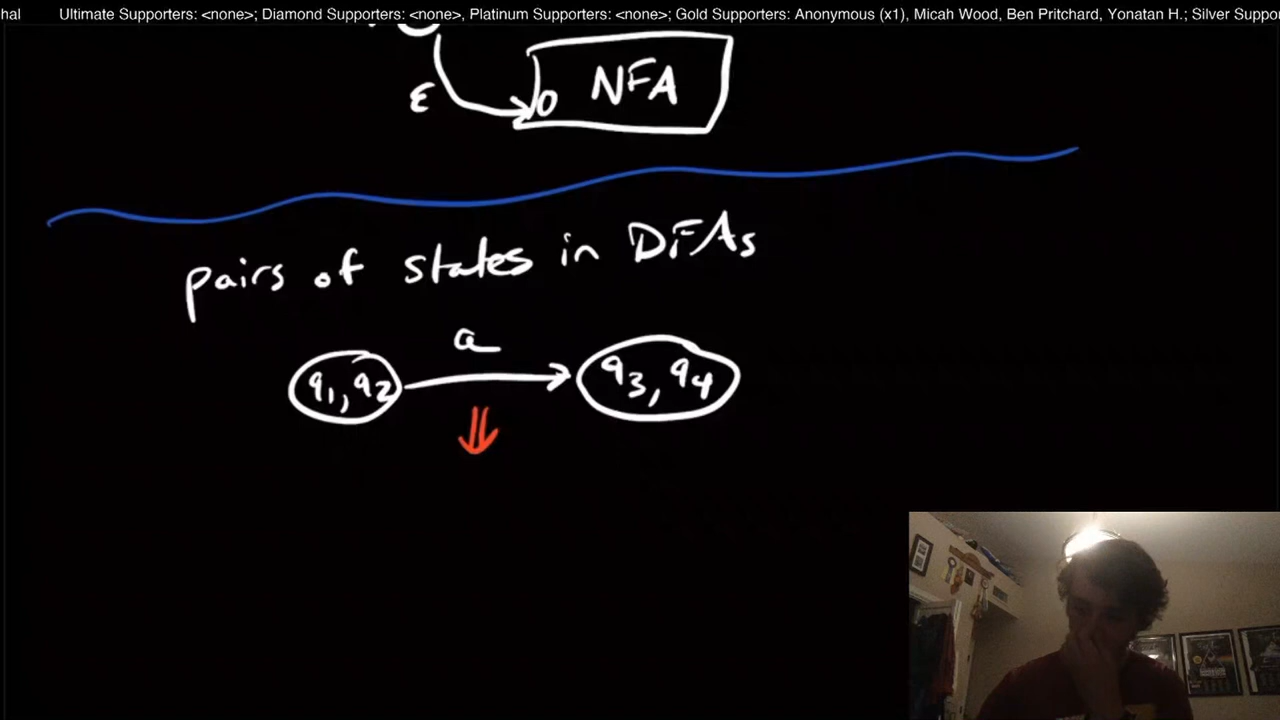 hal Ultimate Supporters: <none>; Diamond Supporters: <none>, Platinum Supporters: <none>; Gold Supporters: Anonymous (x1), Micah Wood, Ben Pritchard, Yonatan H.; Silver Suppo
NFA
ε
pairs of states in DFAs
a
q1, q2 q3, q4